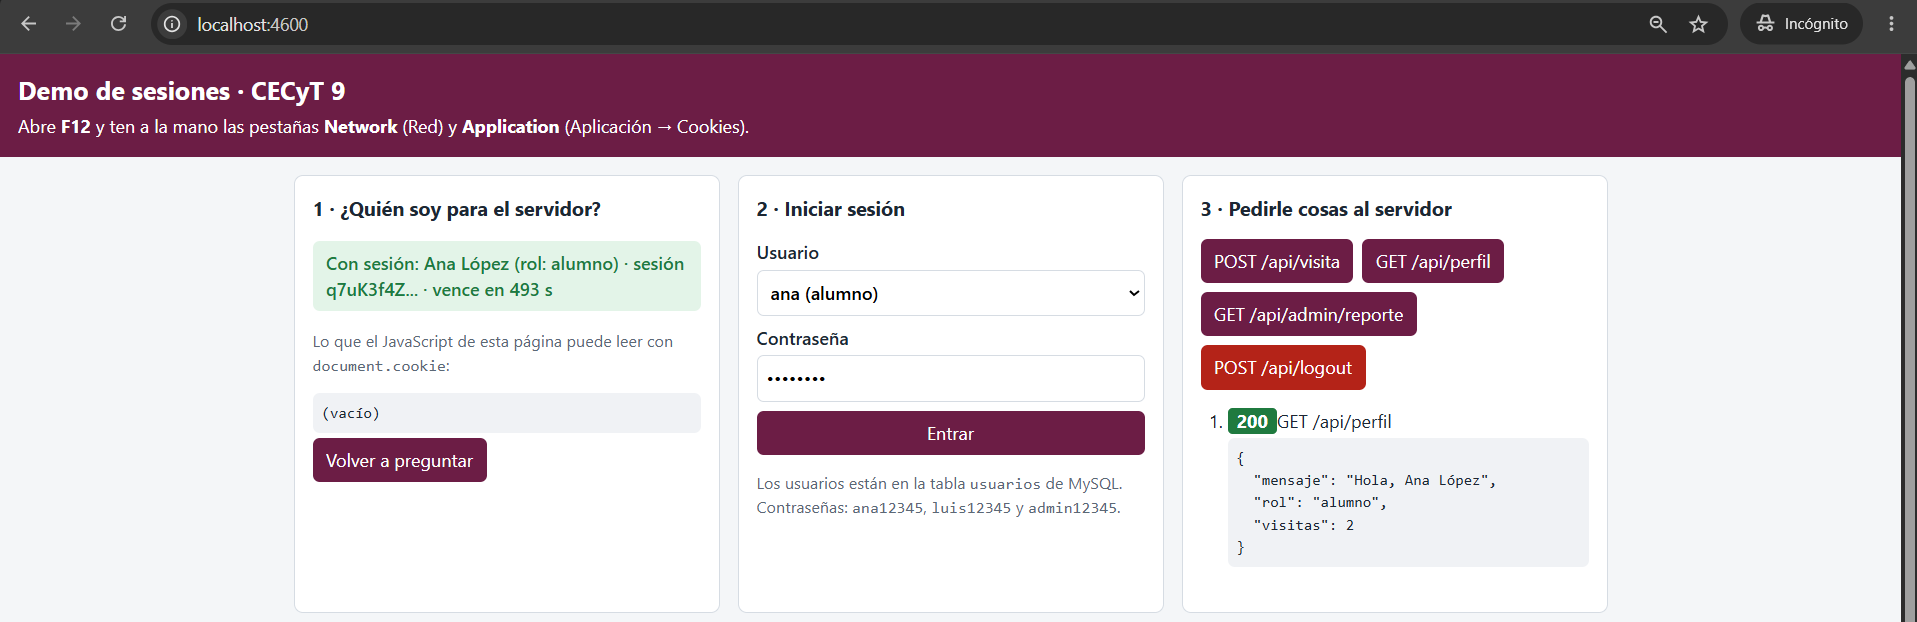 localhost:4600
Incógnito
Demo de sesiones · CECyT 9
Abre F12 y ten a la mano las pestañas Network (Red) y Application (Aplicación → Cookies).
1 · ¿Quién soy para el servidor?
Con sesión: Ana López (rol: alumno) · sesión
q7uK3f4Z... · vence en 493 s
Lo que el JavaScript de esta página puede leer con
document.cookie:
(vacío)
Volver a preguntar
2 · Iniciar sesión
Usuario
ana (alumno)
Contraseña
••••••••
Entrar
Los usuarios están en la tabla usuarios de MySQL.
Contraseñas: ana12345, luis12345 y admin12345.
3 · Pedirle cosas al servidor
POST /api/visita
GET /api/perfil
GET /api/admin/reporte
POST /api/logout
1. 200 GET /api/perfil
{
"mensaje": "Hola, Ana López",
"rol": "alumno",
"visitas": 2
}